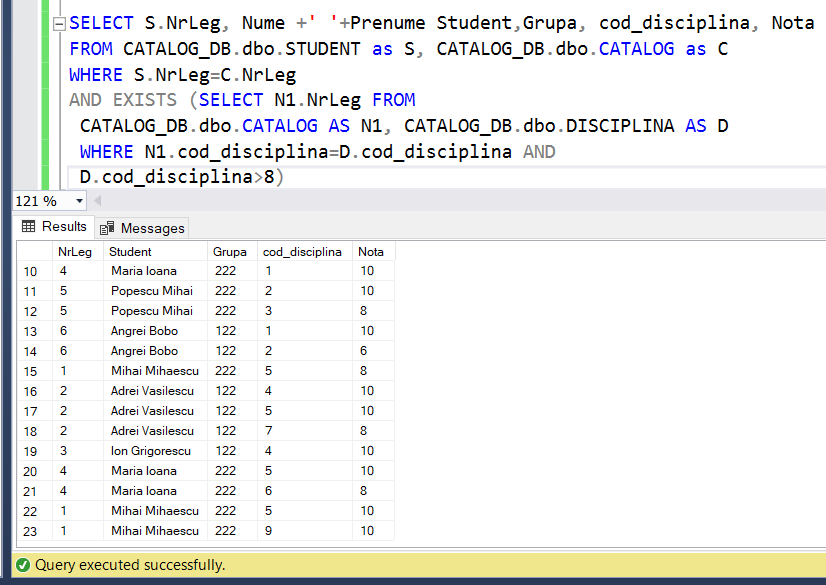 SELECT S.NrLeg, Nume +' '+Prenume Student,Grupa, cod_disciplina, Nota
FROM CATALOG_DB.dbo.STUDENT as S, CATALOG_DB.dbo.CATALOG as C
WHERE S.NrLeg=C.NrLeg
AND EXISTS (SELECT N1.NrLeg FROM
CATALOG_DB.dbo.CATALOG AS N1, CATALOG_DB.dbo.DISCIPLINA AS D
WHERE N1.cod_disciplina=D.cod_disciplina AND
D.cod_disciplina>8)
121 %
Results Messages
NrLeg Student Grupa cod_disciplina Nota
10 4 Maria Ioana 222 1 10
11 5 Popescu Mihai 222 2 10
12 5 Popescu Mihai 222 3 8
13 6 Angrei Bobo 122 1 10
14 6 Angrei Bobo 122 2 6
15 1 Mihai Mihaescu 222 5 8
16 2 Adrei Vasilescu 122 4 10
17 2 Adrei Vasilescu 122 5 10
18 2 Adrei Vasilescu 122 7 8
19 3 Ion Grigorescu 122 4 10
20 4 Maria Ioana 222 5 10
21 4 Maria Ioana 222 6 8
22 1 Mihai Mihaescu 222 5 10
23 1 Mihai Mihaescu 222 9 10
Query executed successfully.